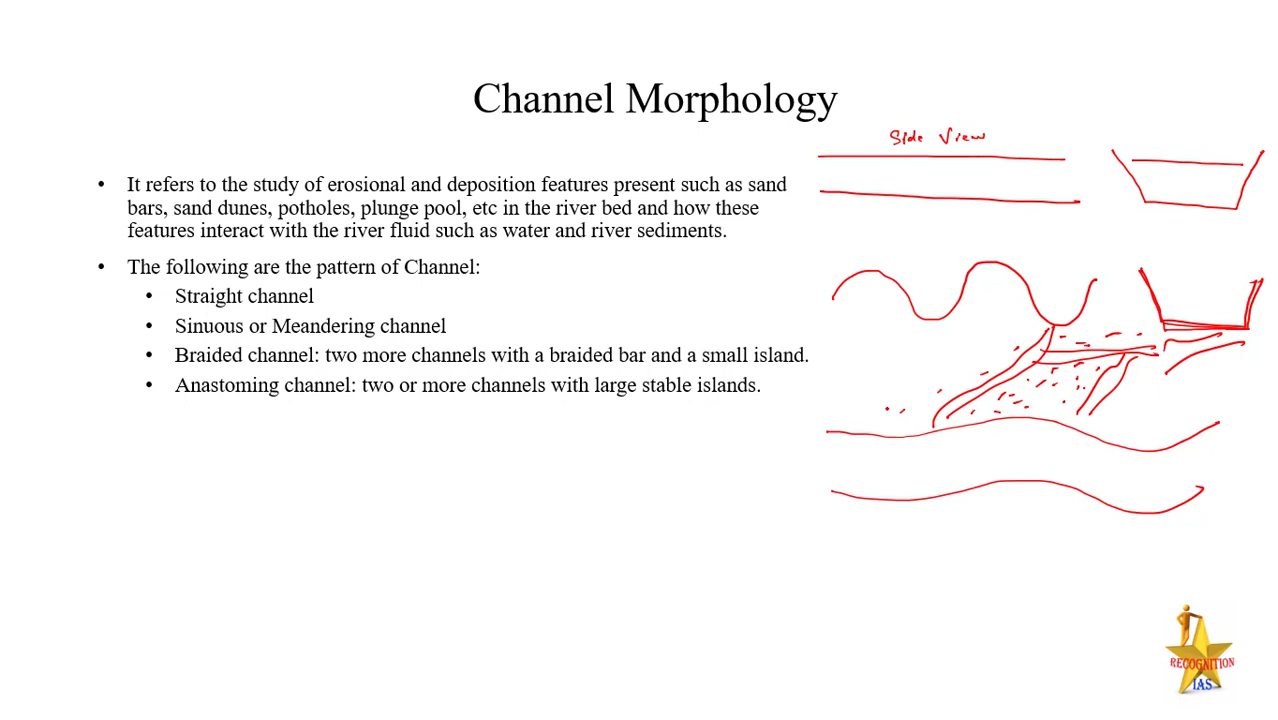 Channel Morphology
Side View
• It refers to the study of erosional and deposition features present such as sand
bars, sand dunes, potholes, plunge pool, etc in the river bed and how these
features interact with the river fluid such as water and river sediments.
• The following are the pattern of Channel:
• Straight channel
• Sinuous or Meandering channel
• Braided channel: two more channels with a braided bar and a small island.
• Anastoming channel: two or more channels with large stable islands.
RECOGNITION
IAS